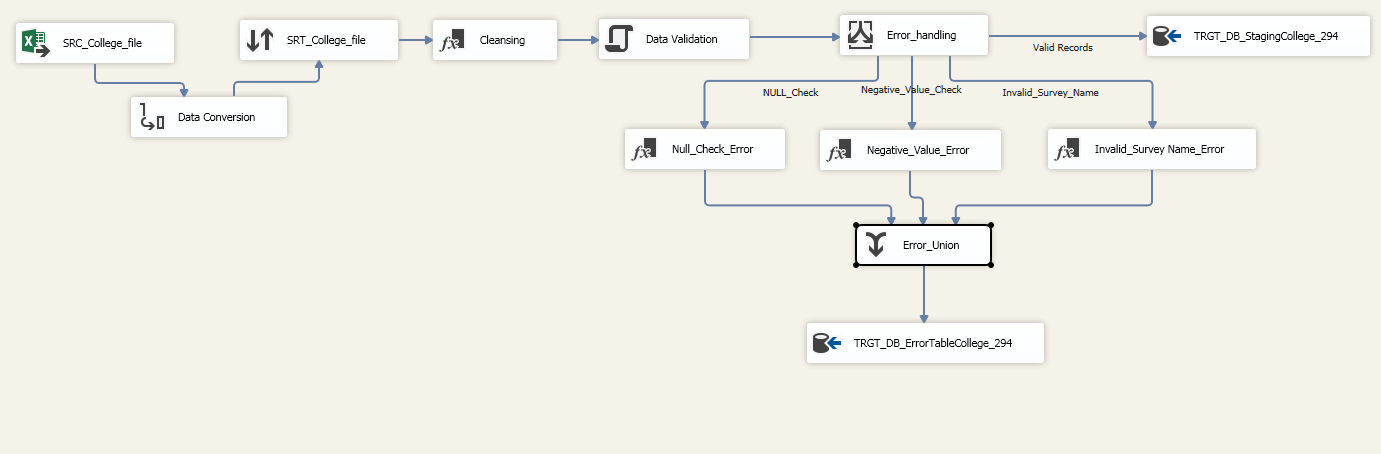 SRC_College_file
SRT_College_file
Cleansing
Data Validation
Error_handling
Valid Records
TRGT_DB_StagingCollege_294
Data Conversion
NULL_Check
Negative_Value_Check
Invalid_Survey_Name
Null_Check_Error
Negative_Value_Error
Invalid_Survey Name_Error
Error_Union
TRGT_DB_ErrorTableCollege_294